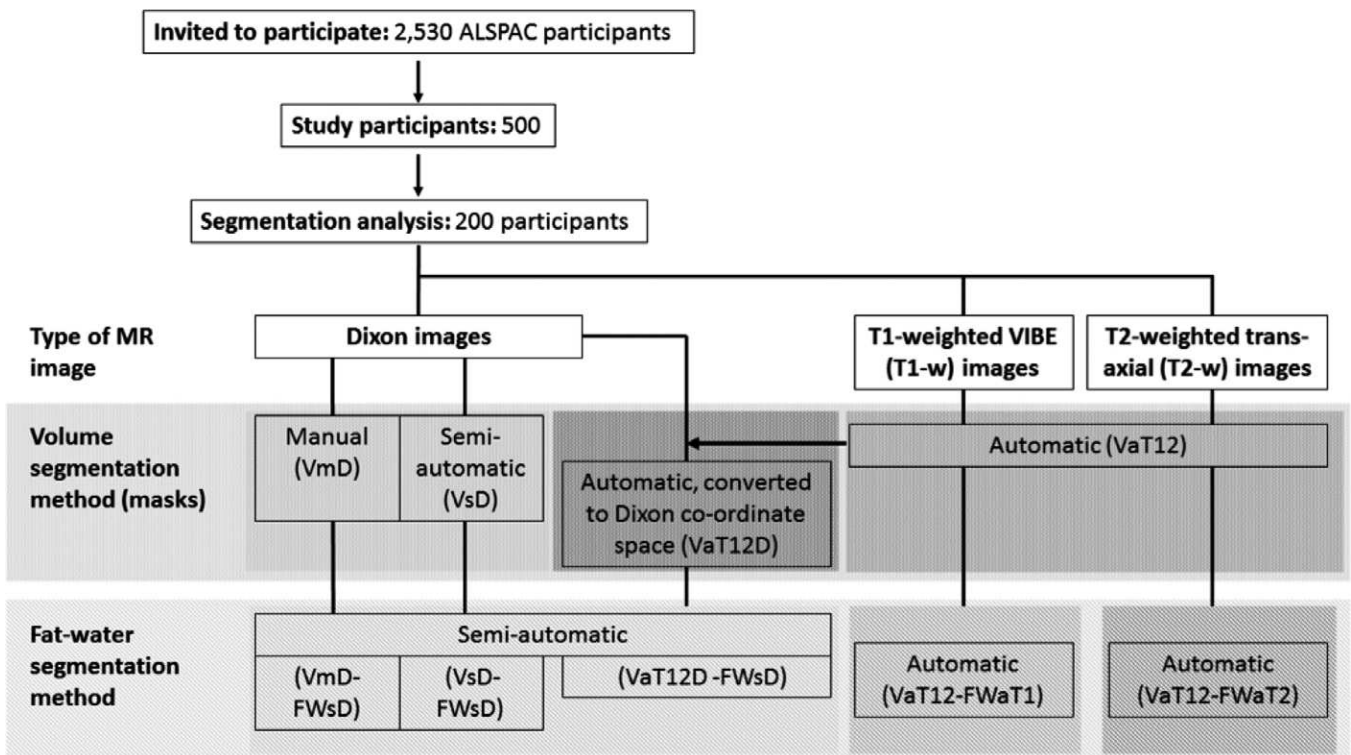 Invited to participate: 2,530 ALSPAC participants
Study participants: 500
Segmentation analysis: 200 participants
Type of MR
image
Dixon images
T1-weighted VIBE
(T1-w) images
T2-weighted trans-
axial (T2-w) images
Volume
segmentation
method (masks)
Manual
(VmD)
Semi-
automatic
(VsD)
Automatic, converted
to Dixon co-ordinate
space (VaT12D)
Automatic (VaT12)
Fat-water
segmentation
method
Semi-automatic
(VmD-
FWsD)
(VsD-
FWsD)
(VaT12D -FWsD)
Automatic
(VaT12-FWaT1)
Automatic
(VaT12-FWaT2)